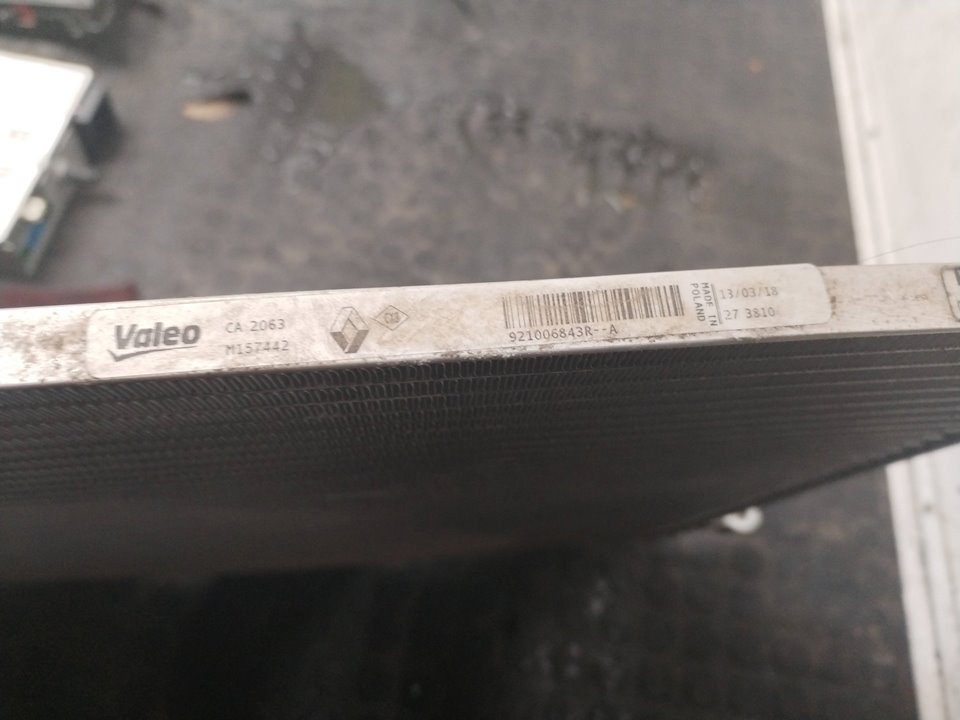 Valeo
CA 2063
M157442
921006843R--A
MADE IN
POLAND
13/03/18
27 3810